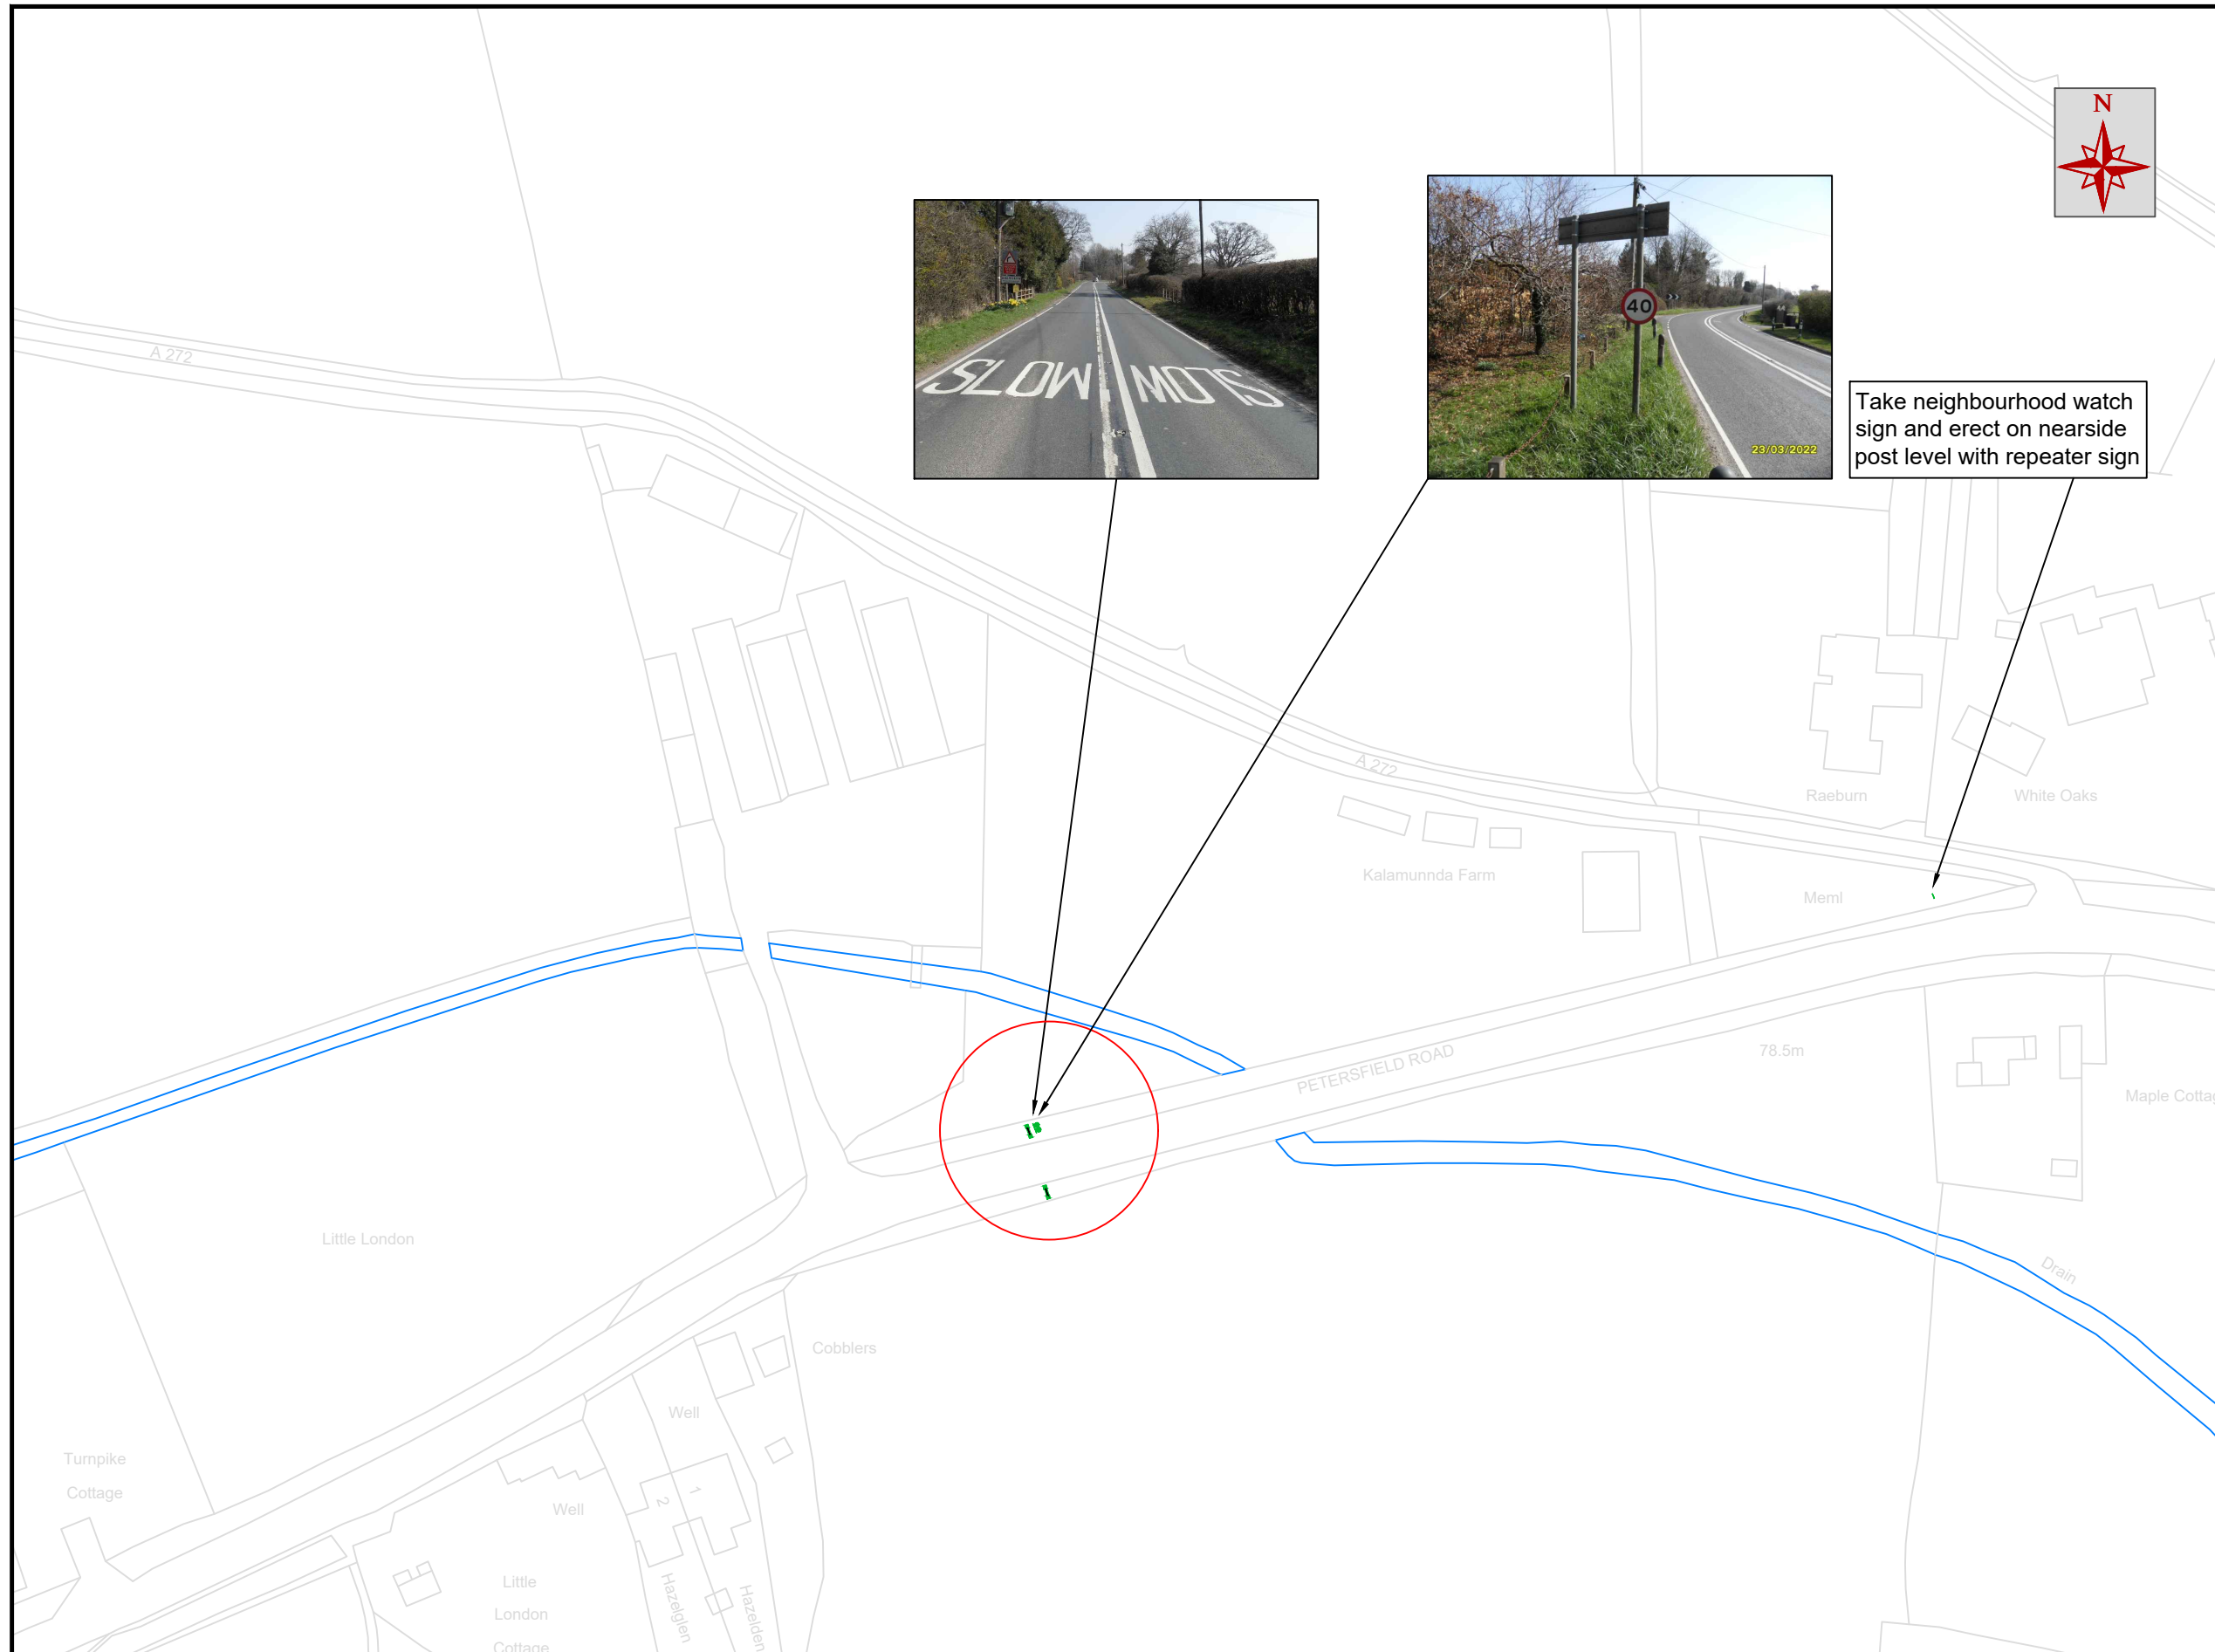 N
SLOW
SLOW
40
23/03/2022
Take neighbourhood watch
sign and erect on nearside
post level with repeater sign
A 272
A 272
Raeburn
White Oaks
Kalamunnda Farm
Meml
PETERSFIELD ROAD
78.5m
Maple Cottag
Little London
Drain
Cobblers
Well
Turnpike
Cottage
1
2
Well
Little
London
Cottage
Hazelglen
Hazelden